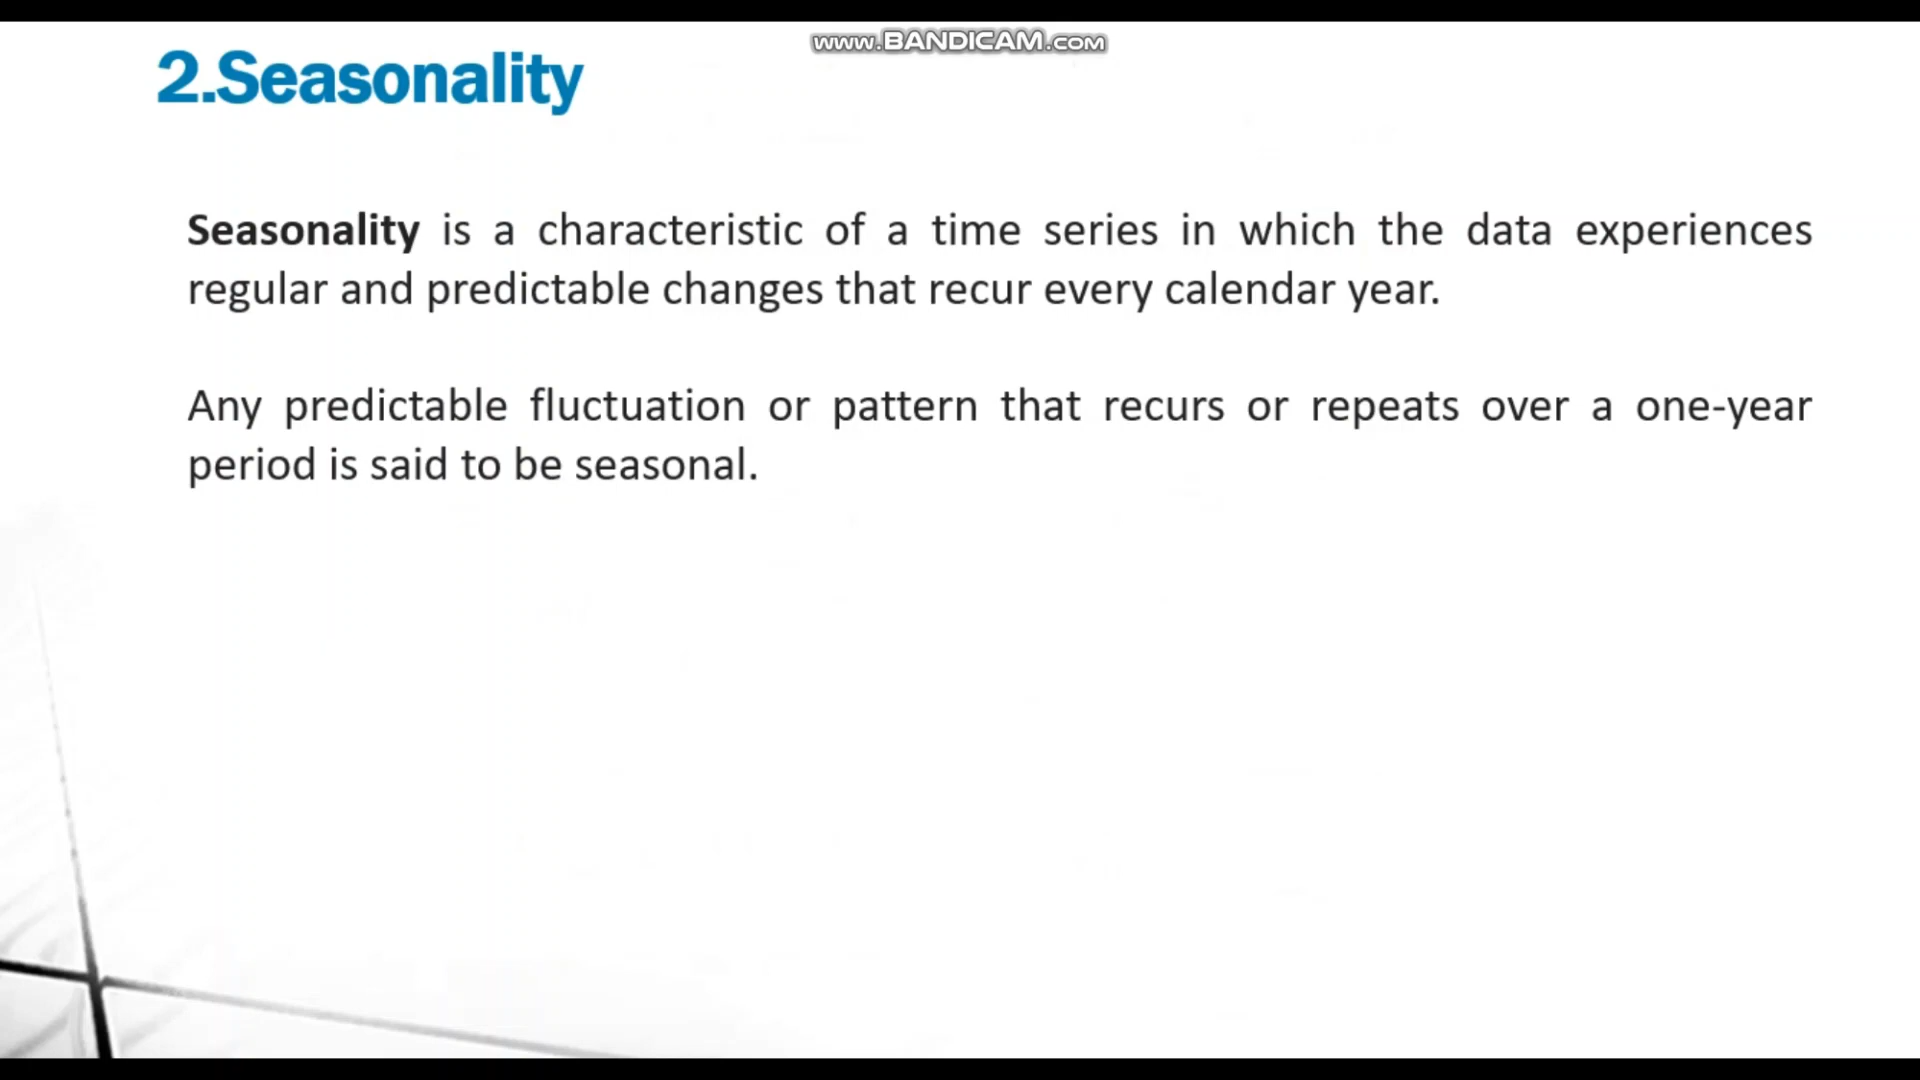 www.BANDICAM.com
2.Seasonality
Seasonality is a characteristic of a time series in which the data experiences
regular and predictable changes that recur every calendar year.
Any predictable fluctuation or pattern that recurs or repeats over a one-year
period is said to be seasonal.